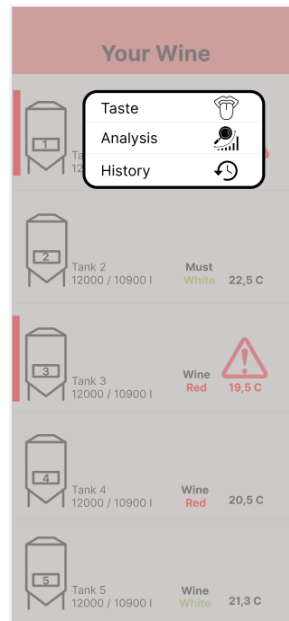 Your Wine
Taste
Analysis
History
1
Ta
12
2
Tank 2
12000 / 10900 l
Must
White
22,5 C
3
Tank 3
12000 / 10900 l
Wine
Red
19,5 C
4
Tank 4
12000 / 10900 l
Wine
Red
20,5 C
5
Tank 5
12000 / 10900 l
Wine
White
21,3 C